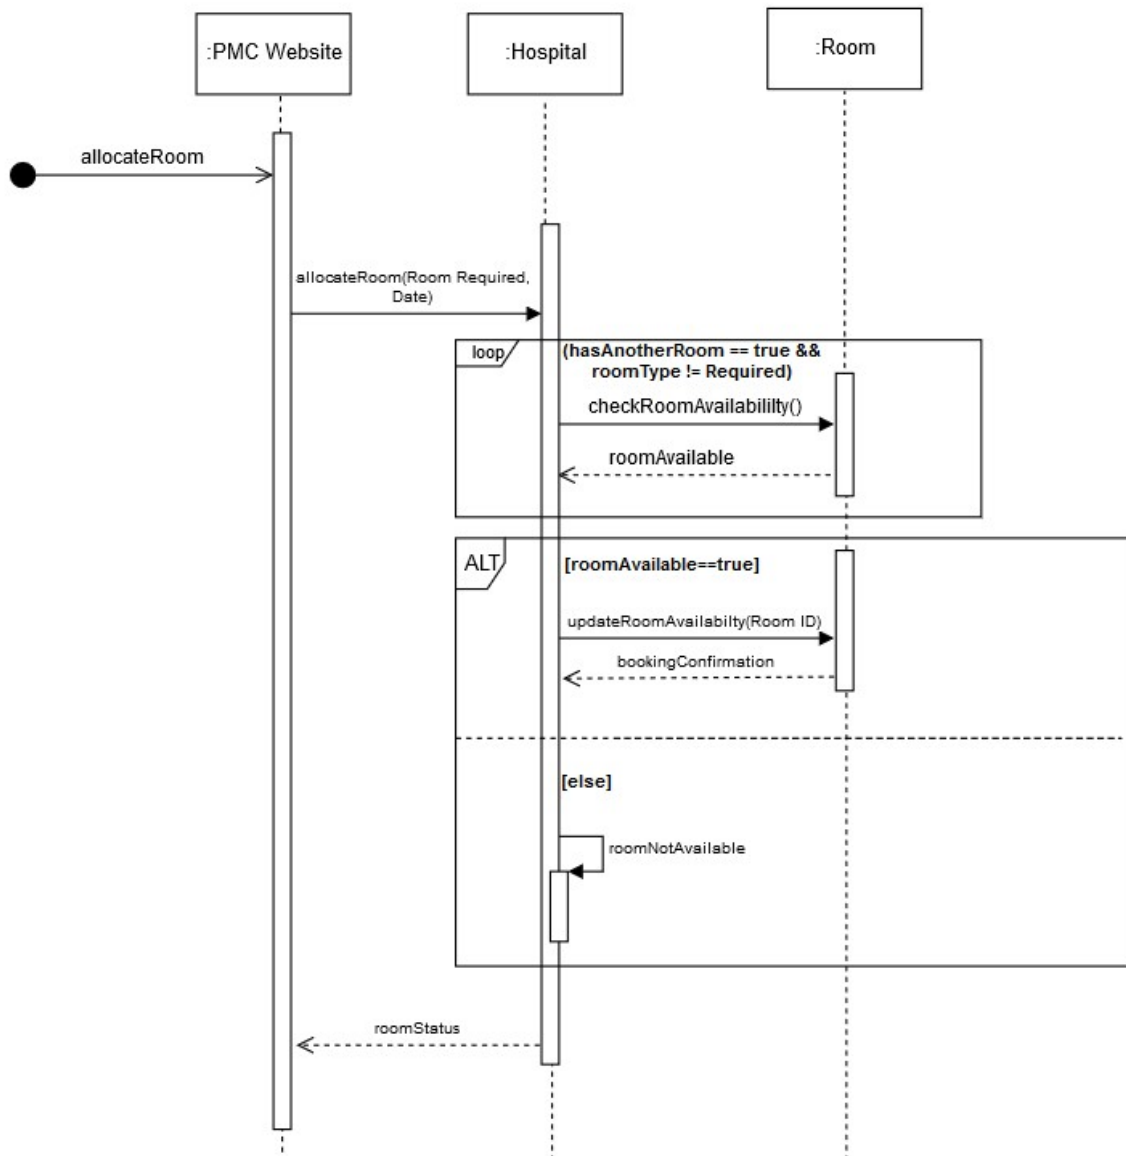 :PMC Website
:Hospital
:Room
allocateRoom
allocateRoom(Room Required,
Date)
loop
(hasAnotherRoom == true &&
roomType != Required)
checkRoomAvailabililty()
roomAvailable
ALT
[roomAvailable==true]
updateRoomAvailabilty(Room ID)
bookingConfirmation
[else]
roomNotAvailable
roomStatus